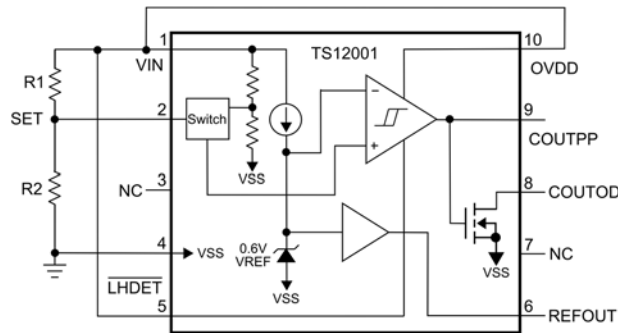 1
TS12001
10
R1
VIN
OVDD
SET
2
Switch
−
9
+
COUTPP
VSS
R2
NC
3
8
COUTOD
4
VSS
0.6V
VREF
VSS
7
NC
LHDET
5
VSS
6
REFOUT